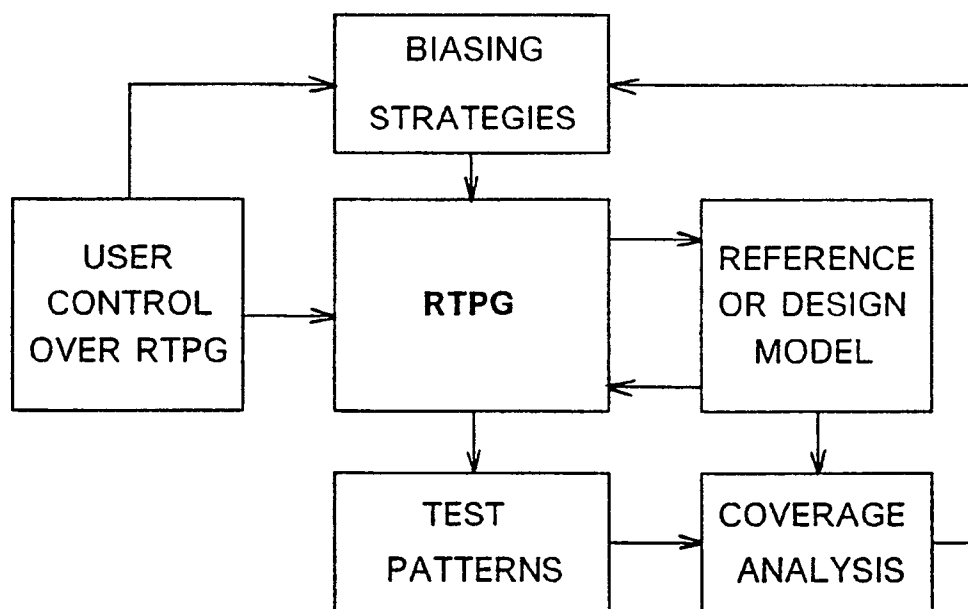 BIASING
STRATEGIES
USER
CONTROL
OVER RTPG
RTPG
REFERENCE
OR DESIGN
MODEL
TEST
PATTERNS
COVERAGE
ANALYSIS